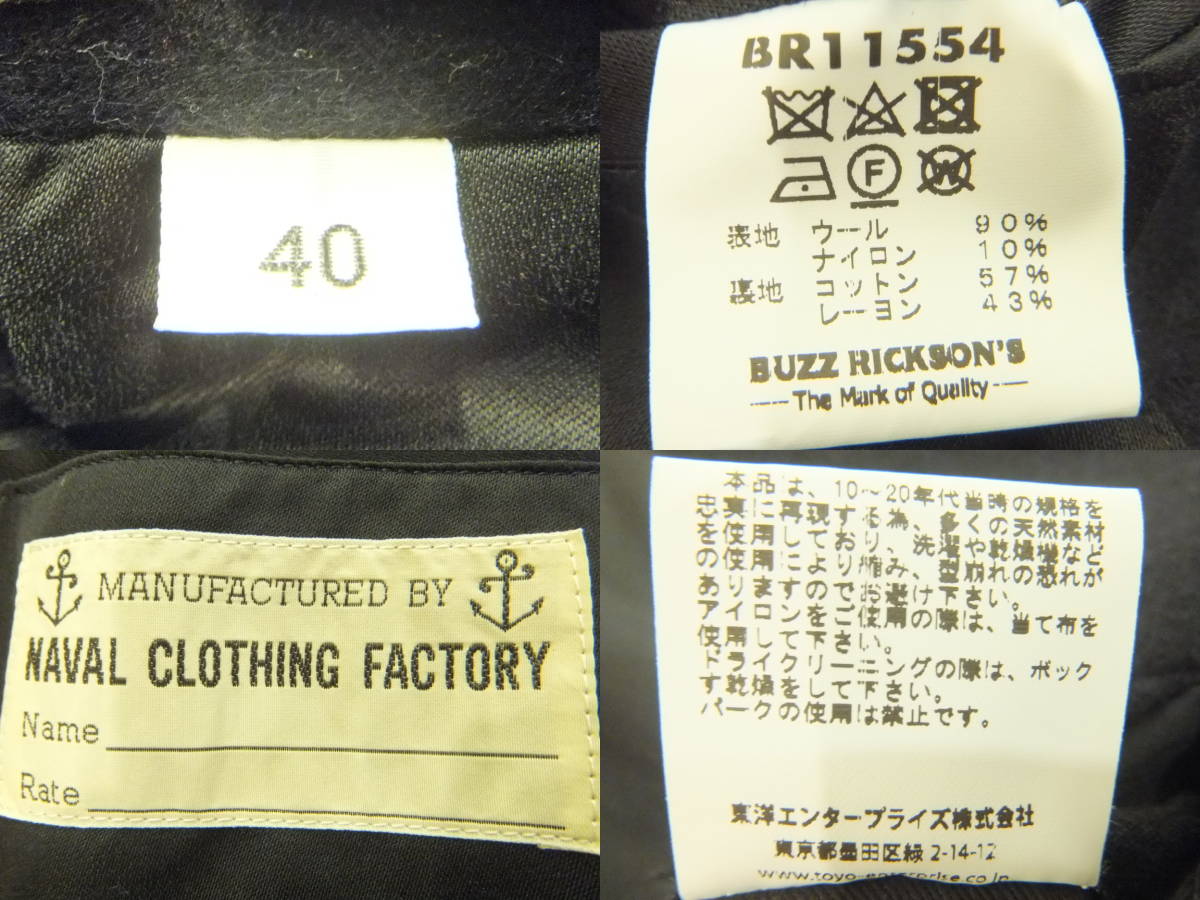 40
BR11554
F
W
表地 ウール 90%
ナイロン 10%
裏地 コットン 57%
レーヨン 43%
BUZZ RICKSON'S
The Mark of Quality
MANUFACTURED BY
NAVAL CLOTHING FACTORY
Name
Rate
本品は、10～20年代当時の規格を
忠実に再現する為、多くの天然素材
を使用しており、洗濯や乾燥機など
の使用により縮み、型崩れの恐れが
ありますのでお避け下さい。
アイロンをご使用の際は、当て布を
使用して下さい。
ドライクリーニングの際は、ボック
す乾燥をして下さい。
パークの使用は禁止です。
東洋エンタープライズ株式会社
東京都墨田区緑 2-14-12
www.toyo-enterprise.co.jp